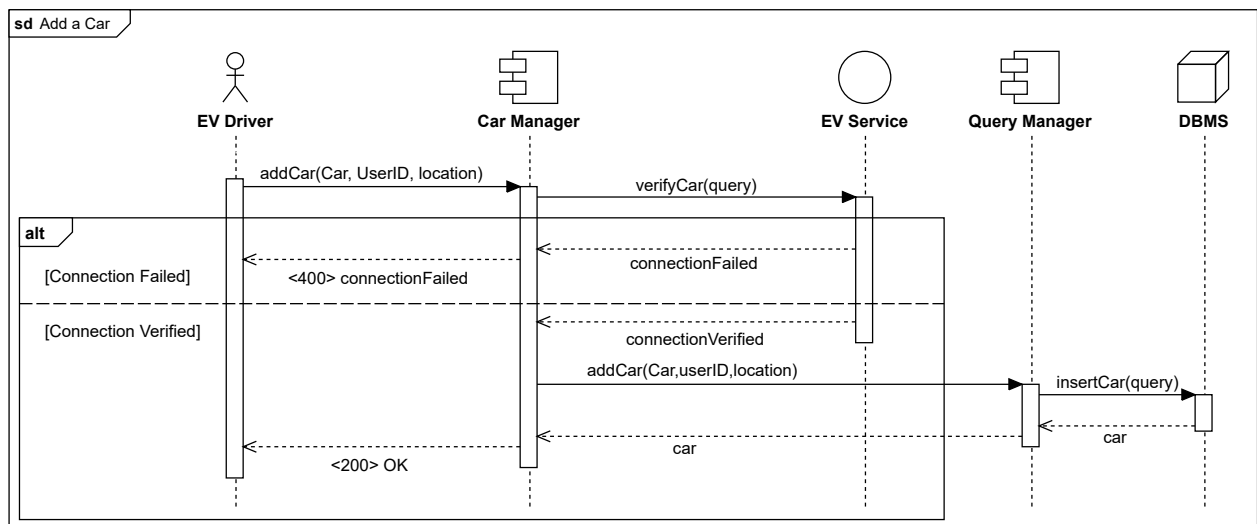 sd Add a Car
EV Driver
Car Manager
EV Service
Query Manager
DBMS
addCar(Car, UserID, location)
verifyCar(query)
alt
connectionFailed
[Connection Failed]
<400> connectionFailed
[Connection Verified]
connectionVerified
addCar(Car,userID,location)
insertCar(query)
car
car
<200> OK